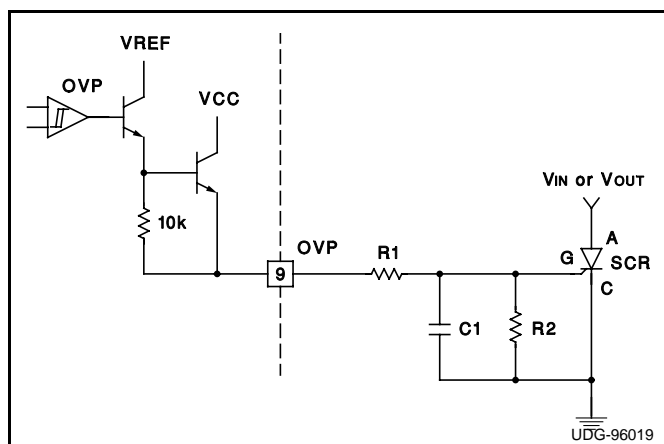 VREF
OVP
VCC
VIN or VOUT
10k
OVP
R1
A
G
SCR
9
C
C1
R2
UDG-96019